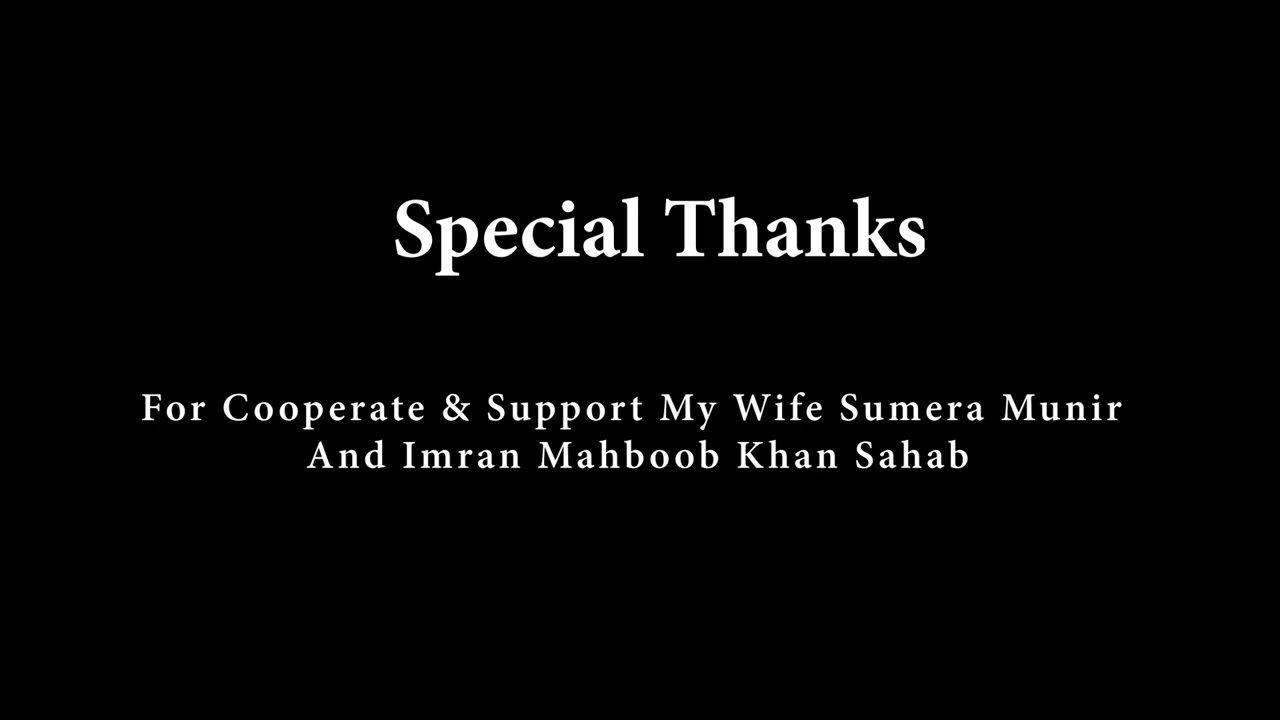 Special Thanks
For Cooperate & Support My Wife Sumera Munir
And Imran Mahboob Khan Sahab